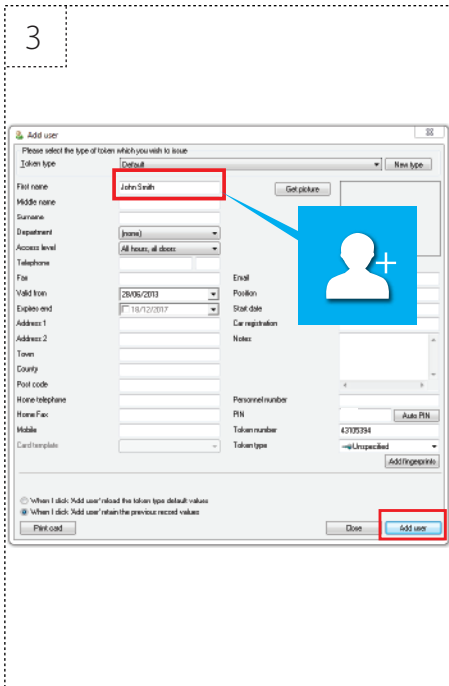 3
Add user
Please select the type of token which you wish to issue
Token type Default New type
First name John Smith Get picture
Middle name
Surname
Department (none)
Access level All hours, all doors
Telephone
Fax Email
Valid from 28/06/2013 Position
Expires end 18/12/2017 Start date
Address 1 Car registration
Address 2 Notes
Town
County
Post code
Home telephone Personnel number
Home Fax PIN Auto PIN
Mobile Token number 43105394
Card template Token type Unspecified
Add fingerprints
When I click 'Add user' reload the token type default values
When I click 'Add user' retain the previous record values
Print card Close Add user